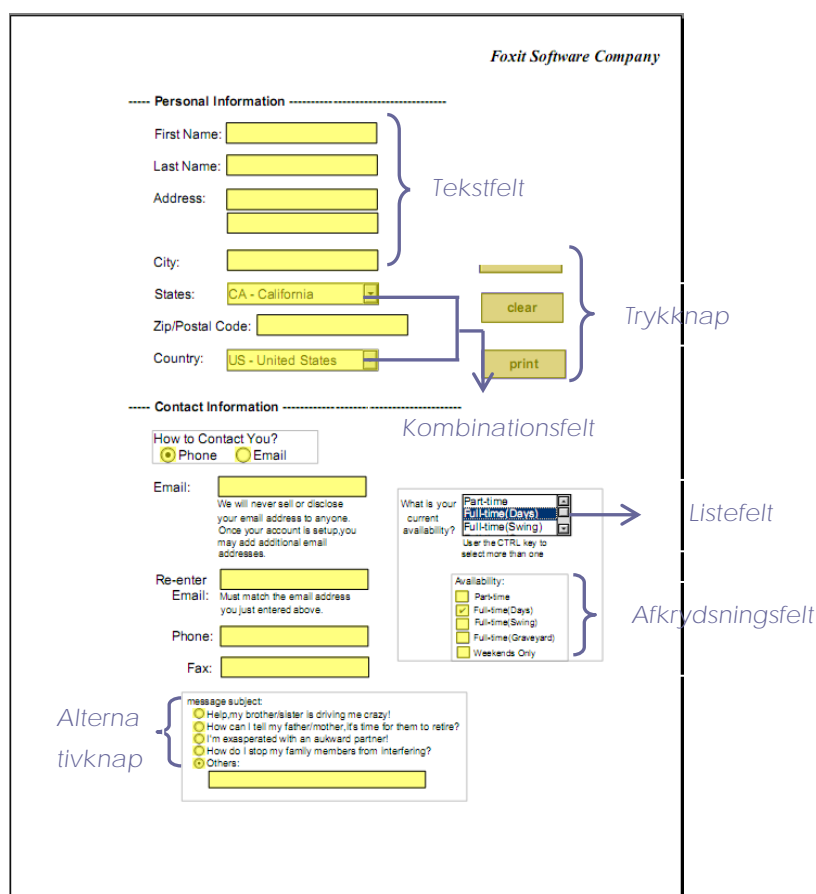 Foxit Software Company
----- Personal Information ---------------------------------------
First Name:
Last Name:
Tekstfelt
Address:
City:
States: CA - California
clear
Trykknap
Zip/Postal Code:
Country: US - United States
print
----- Contact Information ---------------------------------------------
Kombinationsfelt
How to Contact You?
Phone Email
Email:
We will never sell or disclose
your email address to anyone.
Once your account is setup,you
may add additional email
addresses.
What is your
current
availability?
Part-time
Full-time(Days)
Full-time(Swing)
User the CTRL key to
select more than one
Listefelt
Re-enter
Email:
Must match the email address
you just entered above.
Availability:
Part-time
Full-time(Days)
Full-time(Swing)
Full-time(Graveyard)
Weekends Only
Afkrydsningsfelt
Phone:
Fax:
Alterna
tivknap
message subject:
Help,my brother/sister is driving me crazy!
How can I tell my father/mother,it's time for them to retire?
I'm exasperated with an aukward partner!
How do I stop my family members from interfering?
Others: